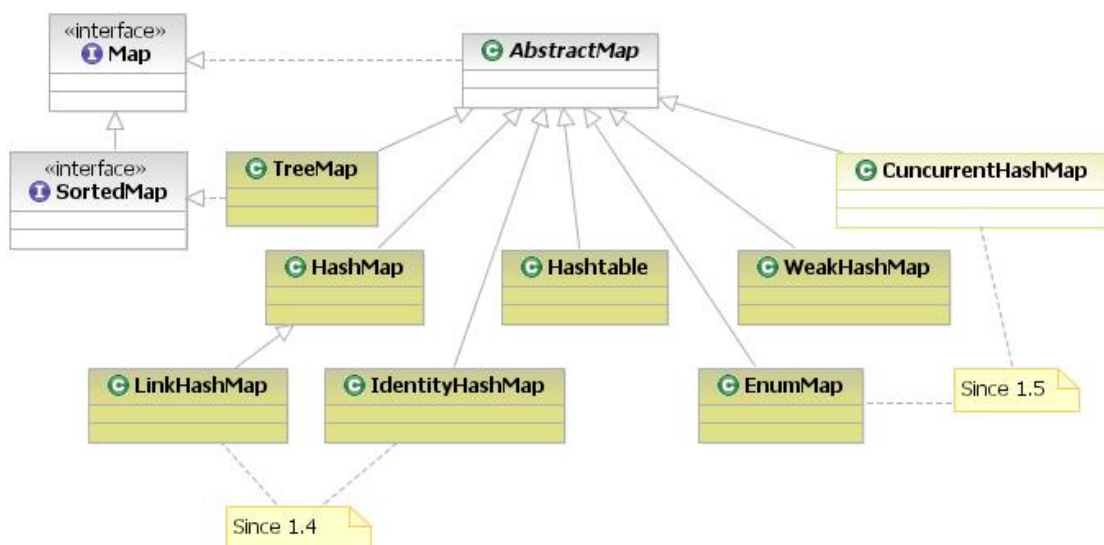 «interface»
Map
AbstractMap
«interface»
SortedMap
TreeMap
CuncurrentHashMap
HashMap
Hashtable
WeakHashMap
LinkHashMap
IdentityHashMap
EnumMap
Since 1.5
Since 1.4